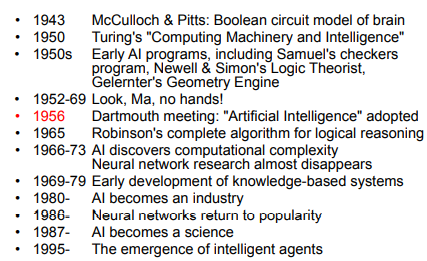 • 1943 McCulloch & Pitts: Boolean circuit model of brain
• 1950 Turing's "Computing Machinery and Intelligence"
• 1950s Early AI programs, including Samuel's checkers
program, Newell & Simon's Logic Theorist,
Gelernter's Geometry Engine
• 1952-69 Look, Ma, no hands!
• 1956 Dartmouth meeting: "Artificial Intelligence" adopted
• 1965 Robinson's complete algorithm for logical reasoning
• 1966-73 AI discovers computational complexity
Neural network research almost disappears
• 1969-79 Early development of knowledge-based systems
• 1980- AI becomes an industry
• 1986- Neural networks return to popularity
• 1987- AI becomes a science
• 1995- The emergence of intelligent agents